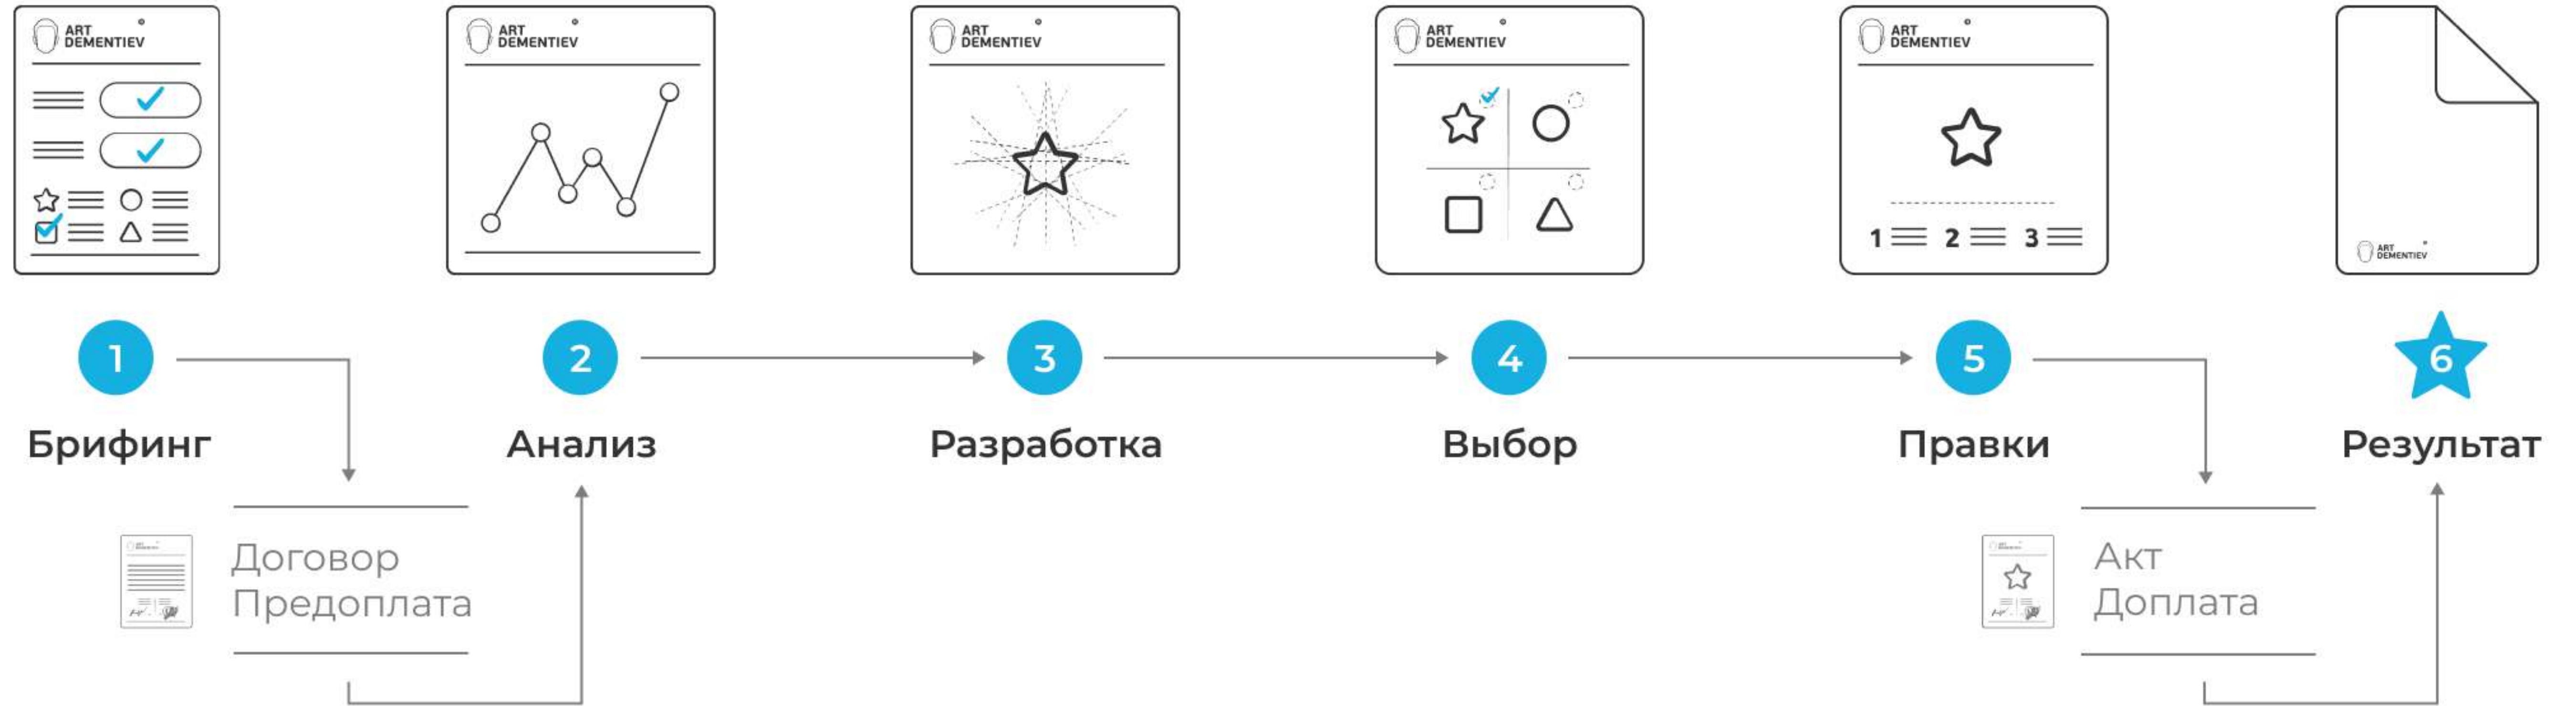 ART
DEMENTIEV
ART
DEMENTIEV
ART
DEMENTIEV
ART
DEMENTIEV
ART
DEMENTIEV
1 2 3
ART
DEMENTIEV
1 2 3 4 5 6
Брифинг
Анализ
Разработка
Выбор
Правки
Результат
Договор
Предоплата
Акт
Доплата